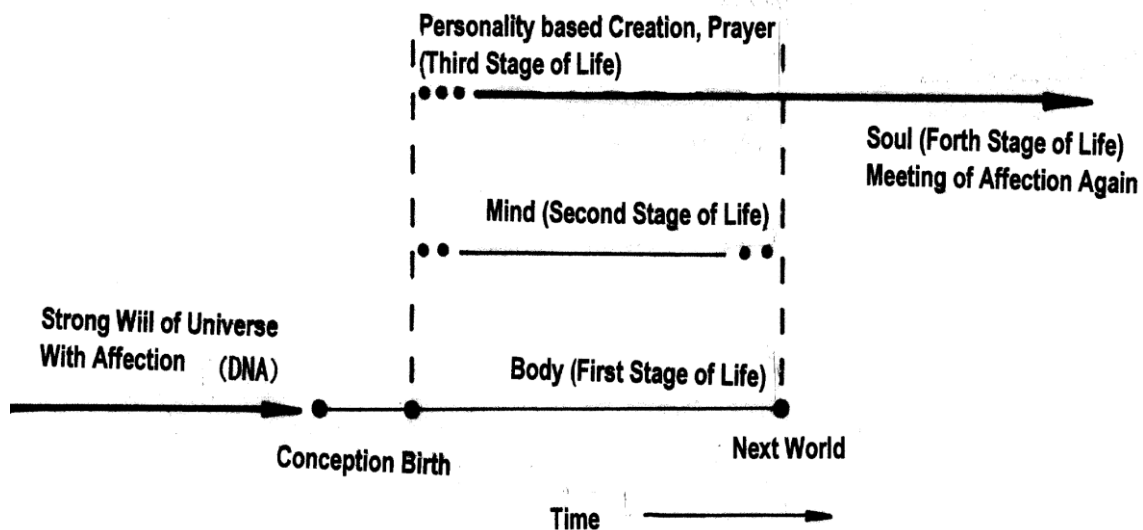 Personality based Creation, Prayer
(Third Stage of Life)
Soul (Forth Stage of Life)
Meeting of Affection Again
Mind (Second Stage of Life)
Strong Wiill of Universe
With Affection (DNA)
Body (First Stage of Life)
Conception Birth
Next World
Time